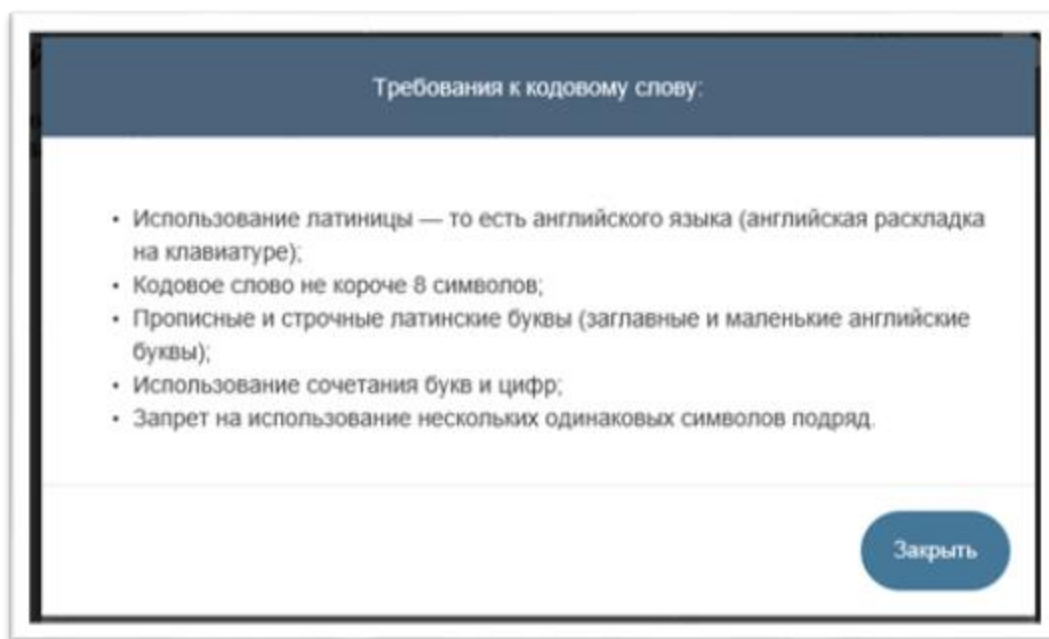 Требования к кодовому слову:
• Использование латиницы — то есть английского языка (английская раскладка
на клавиатуре);
• Кодовое слово не короче 8 символов;
• Прописные и строчные латинские буквы (заглавные и маленькие английские
буквы);
• Использование сочетания букв и цифр;
• Запрет на использование нескольких одинаковых символов подряд.
Закрыть